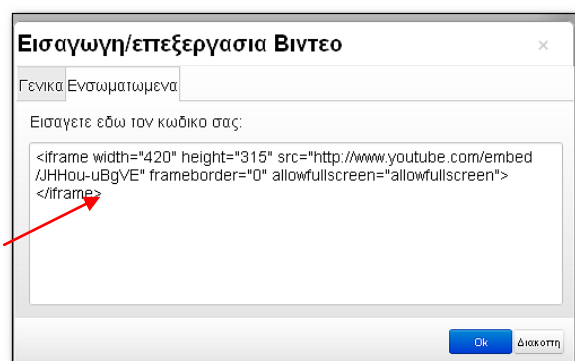 Εισαγωγη/επεξεργασια Βιντεο
×
Γενικα Ενσωματωμενα
Εισαγετε εδω τον κωδικο σας:
<iframe width="420" height="315" src="http://www.youtube.com/embed
/JHHou-uBgVE" frameborder="0" allowfullscreen="allowfullscreen">
</iframe>
Ok Διακοπη